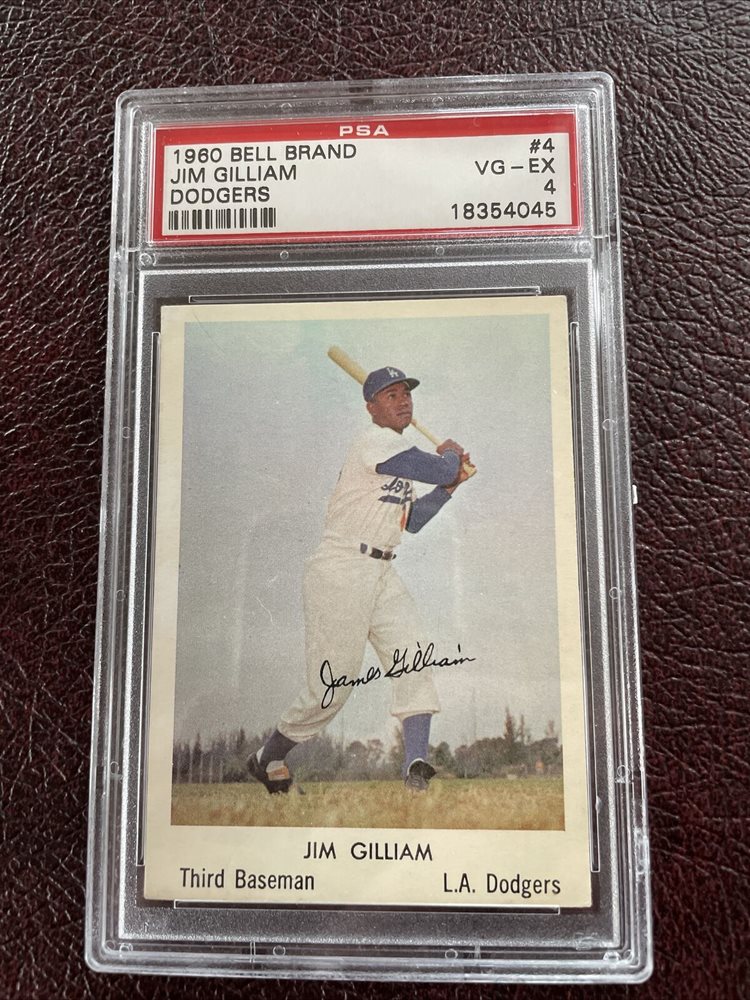 PSA
1960 BELL BRAND #4
JIM GILLIAM VG-EX
DODGERS 4
18354045
LA
James Gilliam
JIM GILLIAM
Third Baseman L.A. Dodgers